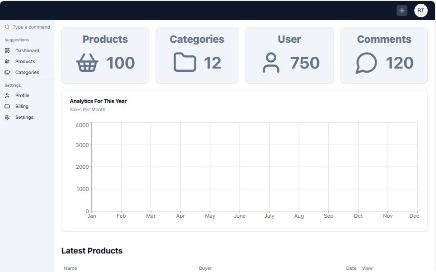 RT
Type a command
Suggestions
Dashboard
Products
Categories
Settings
Profile
Billing
Settings
Products
100
Categories
12
User
750
Comments
120
Analytics For This Year
Sales Per Month
4000
3000
2000
1000
0
Jan Feb Mar Apr May June July Aug Sep Oct Nov Dec
Latest Products
Name Buyer Date View